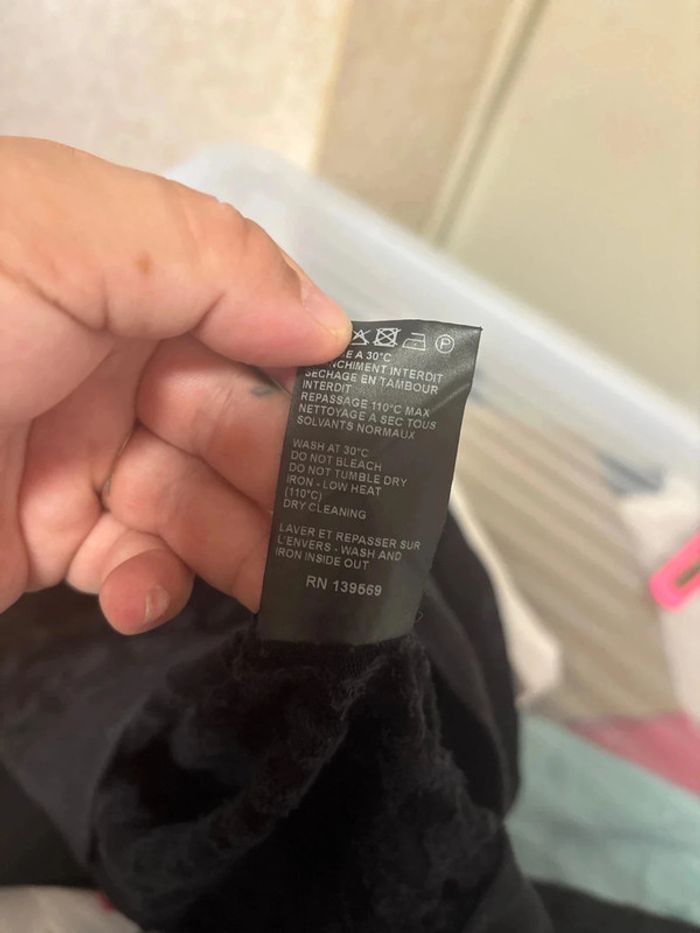 P
30°C
INTERDIT
SECHAGE EN TAMBOUR
INTERDIT
REPASSAGE 110°C MAX
NETTOYAGE A SEC TOUS
SOLVANTS NORMAUX
WASH AT 30°C
DO NOT BLEACH
DO NOT TUMBLE DRY
IRON - LOW HEAT
(110°C)
DRY CLEANING
LAVER ET REPASSER SUR
L'ENVERS - WASH AND
IRON INSIDE OUT
RN 139569